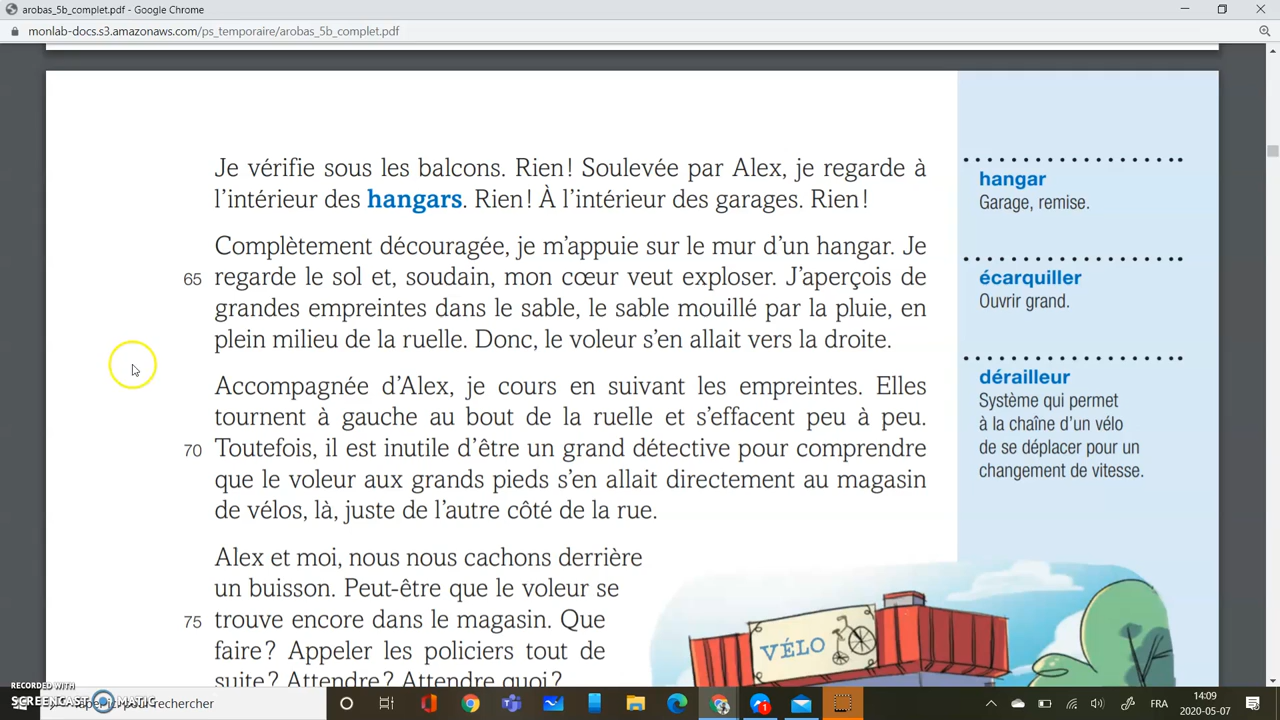 arobas_5b_complet.pdf - Google Chrome
monlab-docs.s3.amazonaws.com/ps_temporaire/arobas_5b_complet.pdf
Je vérifie sous les balcons. Rien! Soulevée par Alex, je regarde à
l'intérieur des hangars. Rien! À l'intérieur des garages. Rien!
Complètement découragée, je m'appuie sur le mur d'un hangar. Je
65 regarde le sol et, soudain, mon cœur veut exploser. J'aperçois de
grandes empreintes dans le sable, le sable mouillé par la pluie, en
plein milieu de la ruelle. Donc, le voleur s'en allait vers la droite.
Accompagnée d'Alex, je cours en suivant les empreintes. Elles
tournent à gauche au bout de la ruelle et s'effacent peu à peu.
70 Toutefois, il est inutile d'être un grand détective pour comprendre
que le voleur aux grands pieds s'en allait directement au magasin
de vélos, là, juste de l'autre côté de la rue.
Alex et moi, nous nous cachons derrière
un buisson. Peut-être que le voleur se
75 trouve encore dans le magasin. Que
faire? Appeler les policiers tout de
suite? Attendre? Attendre quoi?
hangar
Garage, remise.
écarquiller
Ouvrir grand.
dérailleur
Système qui permet
à la chaîne d'un vélo
de se déplacer pour un
changement de vitesse.
VÉLO
RECORDED WITH
SCREENCAST MATIC
rechercher
1
FR
14:09
2020-05-07